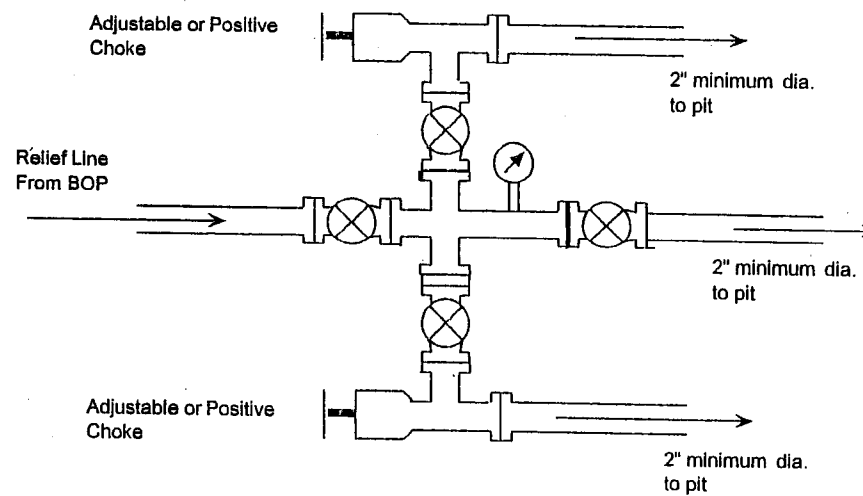 Adjustable or Positive
Choke
2" minimum dia.
to pit
Relief Line
From BOP
2" minimum dia.
to pit
Adjustable or Positive
Choke
2" minimum dia.
to pit